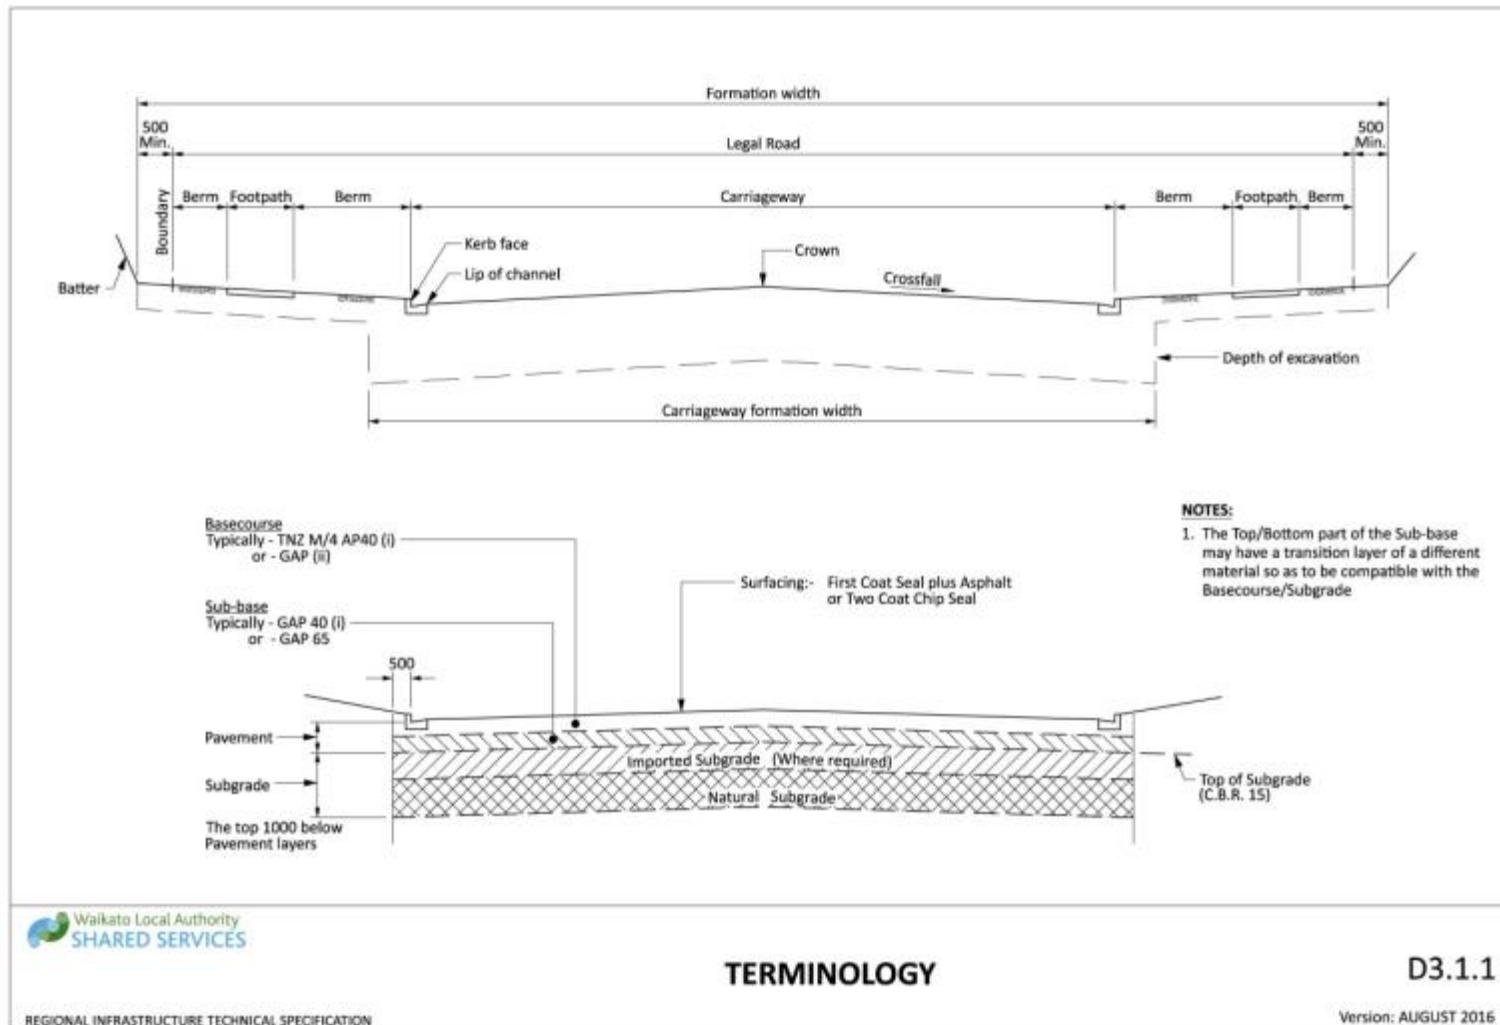 Formation width
500
Min.
Legal Road
500
Min.
Boundary
Berm Footpath Berm
Carriageway
Berm Footpath Berm
Kerb face
Lip of channel
Crown
Crossfall
Batter
Depth of excavation
Carriageway formation width
Basecourse
Typically - TNZ M/4 AP40 (i)
or - GAP (ii)
Sub-base
Typically - GAP 40 (i)
or - GAP 65
500
Surfacing:- First Coat Seal plus Asphalt
or Two Coat Chip Seal
NOTES:
1. The Top/Bottom part of the Sub-base
may have a transition layer of a different
material so as to be compatible with the
Basecourse/Subgrade
Pavement
Imported Subgrade (Where required)
Subgrade
Natural Subgrade
Top of Subgrade
(C.B.R. 15)
The top 1000 below
Pavement layers
Waikato Local Authority
SHARED SERVICES
TERMINOLOGY
D3.1.1
REGIONAL INFRASTRUCTURE TECHNICAL SPECIFICATION
Version: AUGUST 2016